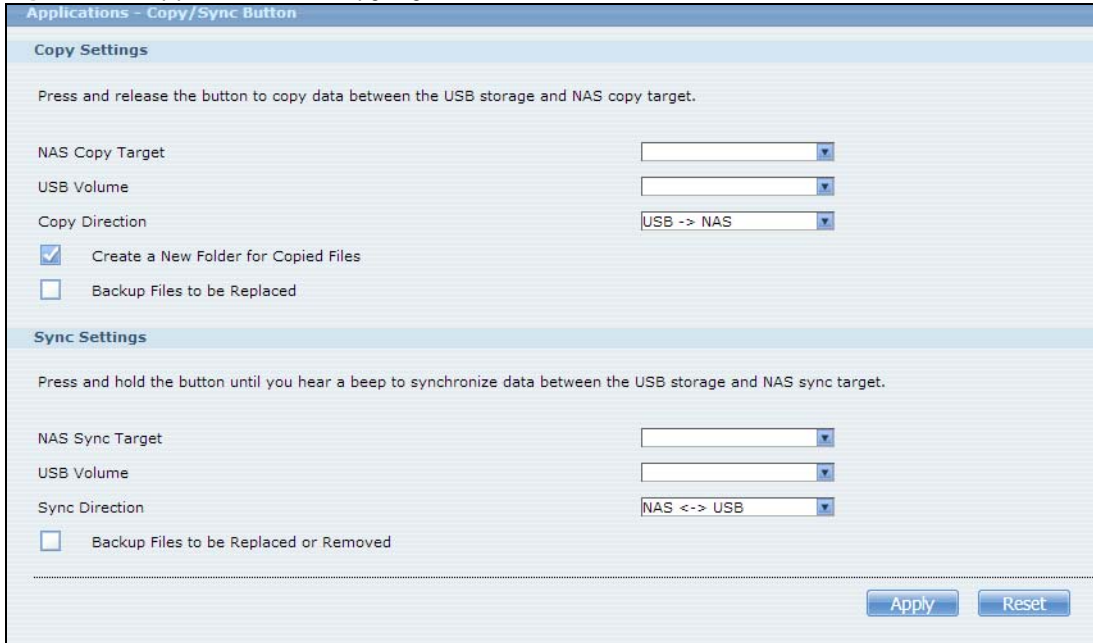 Applications - Copy/Sync Button
Copy Settings
Press and release the button to copy data between the USB storage and NAS copy target.
NAS Copy Target
USB Volume
Copy Direction USB -> NAS
Create a New Folder for Copied Files
Backup Files to be Replaced
Sync Settings
Press and hold the button until you hear a beep to synchronize data between the USB storage and NAS sync target.
NAS Sync Target
USB Volume
Sync Direction NAS <-> USB
Backup Files to be Replaced or Removed
Apply Reset